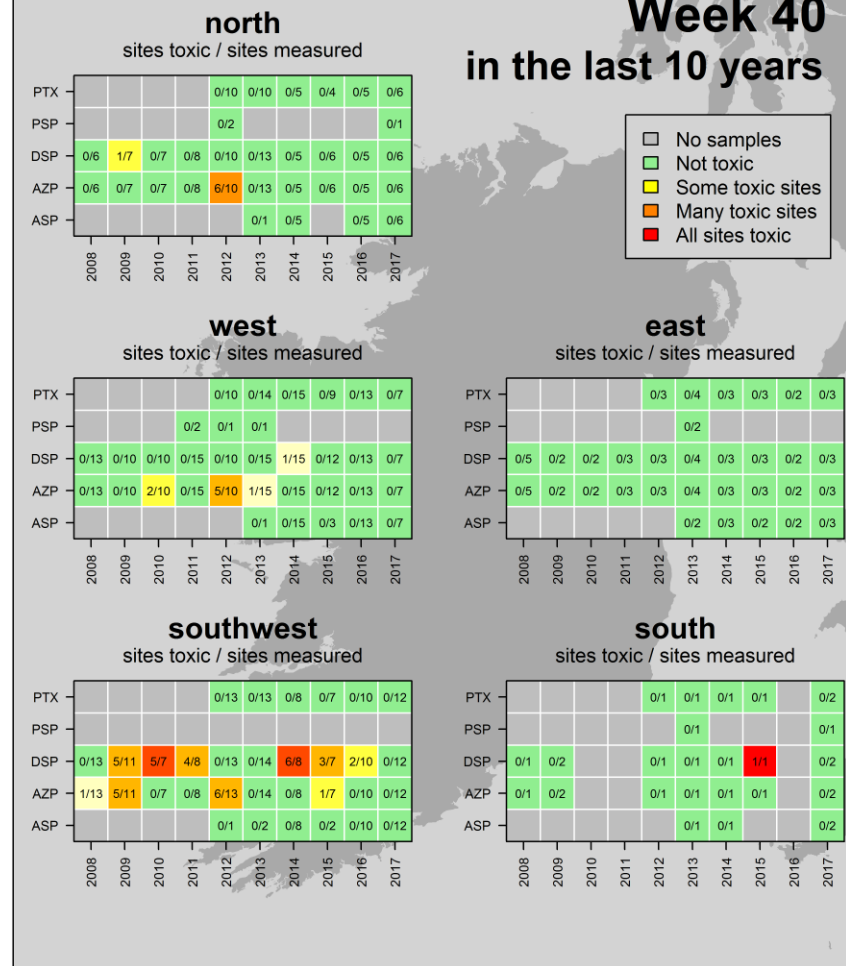 Week 40
in the last 10 years
No samples
Not toxic
Some toxic sites
Many toxic sites
All sites toxic
north
sites toxic / sites measured
PTX 0/10 0/10 0/5 0/4 0/5 0/6
PSP 0/2 0/1
DSP 0/6 1/7 0/7 0/8 0/10 0/13 0/5 0/6 0/5 0/6
AZP 0/6 0/7 0/7 0/8 6/10 0/13 0/5 0/6 0/5 0/6
ASP 0/1 0/5 0/5 0/6
2008 2009 2010 2011 2012 2013 2014 2015 2016 2017
west
sites toxic / sites measured
PTX 0/10 0/14 0/15 0/9 0/13 0/7
PSP 0/2 0/1 0/1
DSP 0/13 0/10 0/10 0/15 0/10 0/15 1/15 0/12 0/13 0/7
AZP 0/13 0/10 2/10 0/15 5/10 1/15 0/15 0/12 0/13 0/7
ASP 0/1 0/15 0/3 0/13 0/7
2008 2009 2010 2011 2012 2013 2014 2015 2016 2017
east
sites toxic / sites measured
PTX 0/3 0/4 0/3 0/3 0/2 0/3
PSP 0/2
DSP 0/5 0/2 0/2 0/3 0/3 0/4 0/3 0/3 0/2 0/3
AZP 0/5 0/2 0/2 0/3 0/3 0/4 0/3 0/3 0/2 0/3
ASP 0/2 0/3 0/2 0/2 0/3
2008 2009 2010 2011 2012 2013 2014 2015 2016 2017
southwest
sites toxic / sites measured
PTX 0/13 0/13 0/8 0/7 0/10 0/12
PSP
DSP 0/13 5/11 5/7 4/8 0/13 0/14 6/8 3/7 2/10 0/12
AZP 1/13 5/11 0/7 0/8 6/13 0/14 0/8 1/7 0/10 0/12
ASP 0/1 0/2 0/8 0/2 0/10 0/12
2008 2009 2010 2011 2012 2013 2014 2015 2016 2017
south
sites toxic / sites measured
PTX 0/1 0/1 0/1 0/1 0/2
PSP 0/1 0/1
DSP 0/1 0/2 0/1 0/1 0/1 1/1 0/2
AZP 0/1 0/2 0/1 0/1 0/1 0/1 0/2
ASP 0/1 0/1 0/2
2008 2009 2010 2011 2012 2013 2014 2015 2016 2017